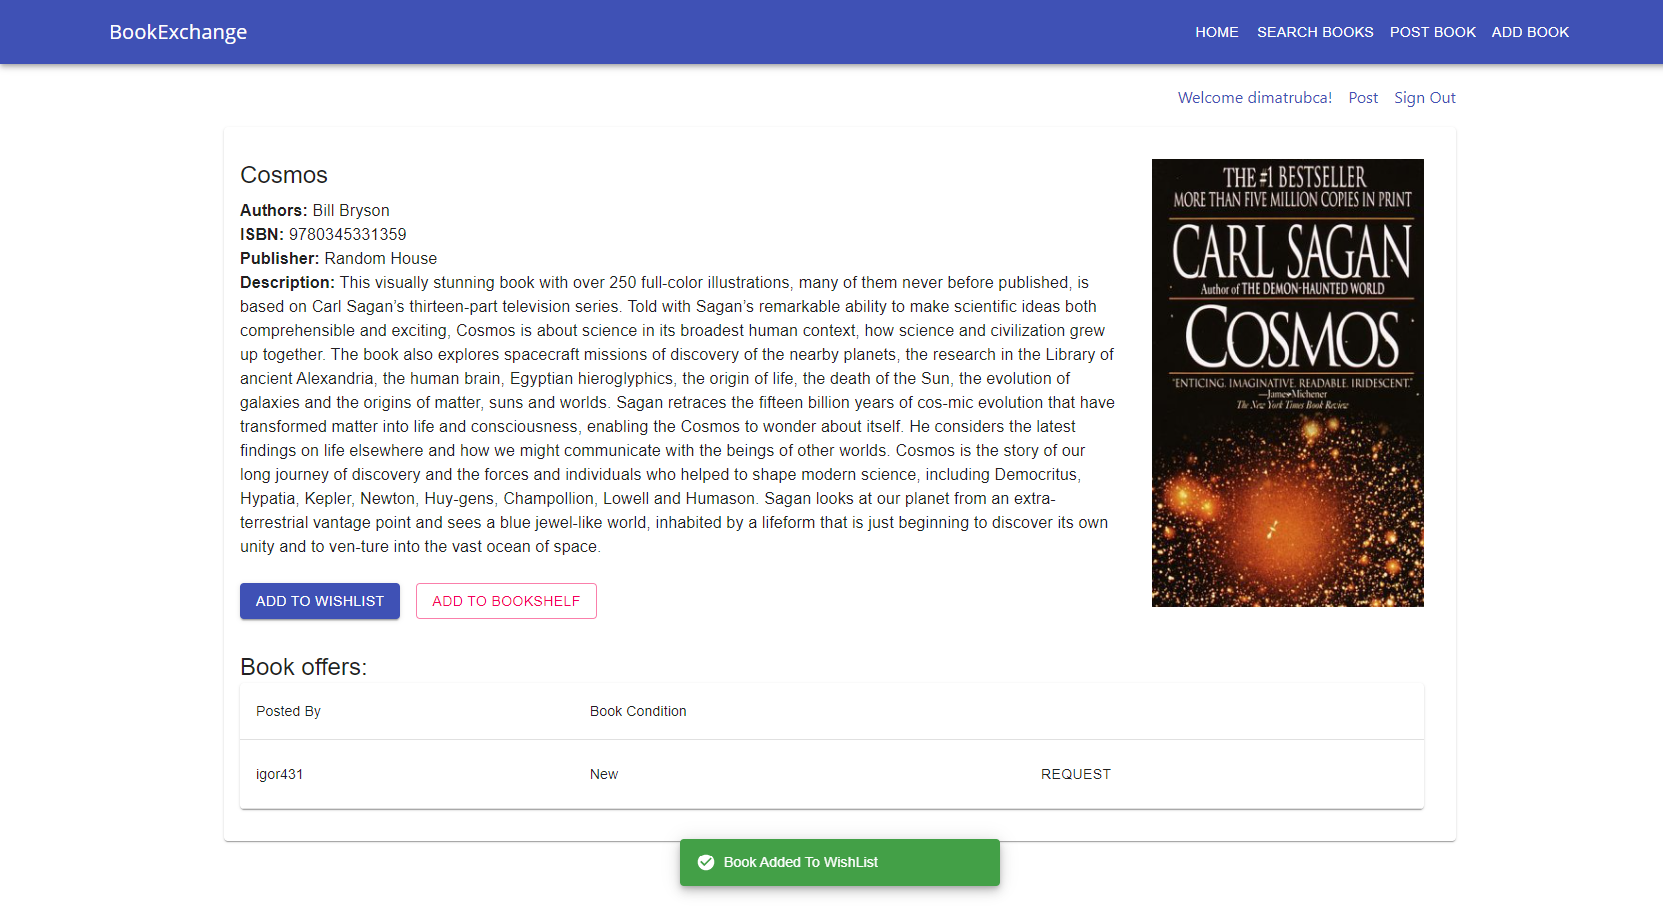 BookExchange
HOME SEARCH BOOKS POST BOOK ADD BOOK
Welcome dimatrubca! Post Sign Out
Cosmos
Authors: Bill Bryson
ISBN: 9780345331359
Publisher: Random House
Description: This visually stunning book with over 250 full-color illustrations, many of them never before published, is
based on Carl Sagan’s thirteen-part television series. Told with Sagan’s remarkable ability to make scientific ideas both
comprehensible and exciting, Cosmos is about science in its broadest human context, how science and civilization grew
up together. The book also explores spacecraft missions of discovery of the nearby planets, the research in the Library of
ancient Alexandria, the human brain, Egyptian hieroglyphics, the origin of life, the death of the Sun, the evolution of
galaxies and the origins of matter, suns and worlds. Sagan retraces the fifteen billion years of cos-mic evolution that have
transformed matter into life and consciousness, enabling the Cosmos to wonder about itself. He considers the latest
findings on life elsewhere and how we might communicate with the beings of other worlds. Cosmos is the story of our
long journey of discovery and the forces and individuals who helped to shape modern science, including Democritus,
Hypatia, Kepler, Newton, Huy-gens, Champollion, Lowell and Humason. Sagan looks at our planet from an extra-
terrestrial vantage point and sees a blue jewel-like world, inhabited by a lifeform that is just beginning to discover its own
unity and to ven-ture into the vast ocean of space.
ADD TO WISHLIST ADD TO BOOKSHELF
THE #1 BESTSELLER
MORE THAN FIVE MILLION COPIES IN PRINT
CARL SAGAN
Author of THE DEMON-HAUNTED WORLD
COSMOS
"ENTICING. IMAGINATIVE. READABLE. IRIDESCENT."
—James Michener
The New York Times Book Review
Book offers:
Posted By Book Condition
igor431 New REQUEST
Book Added To WishList